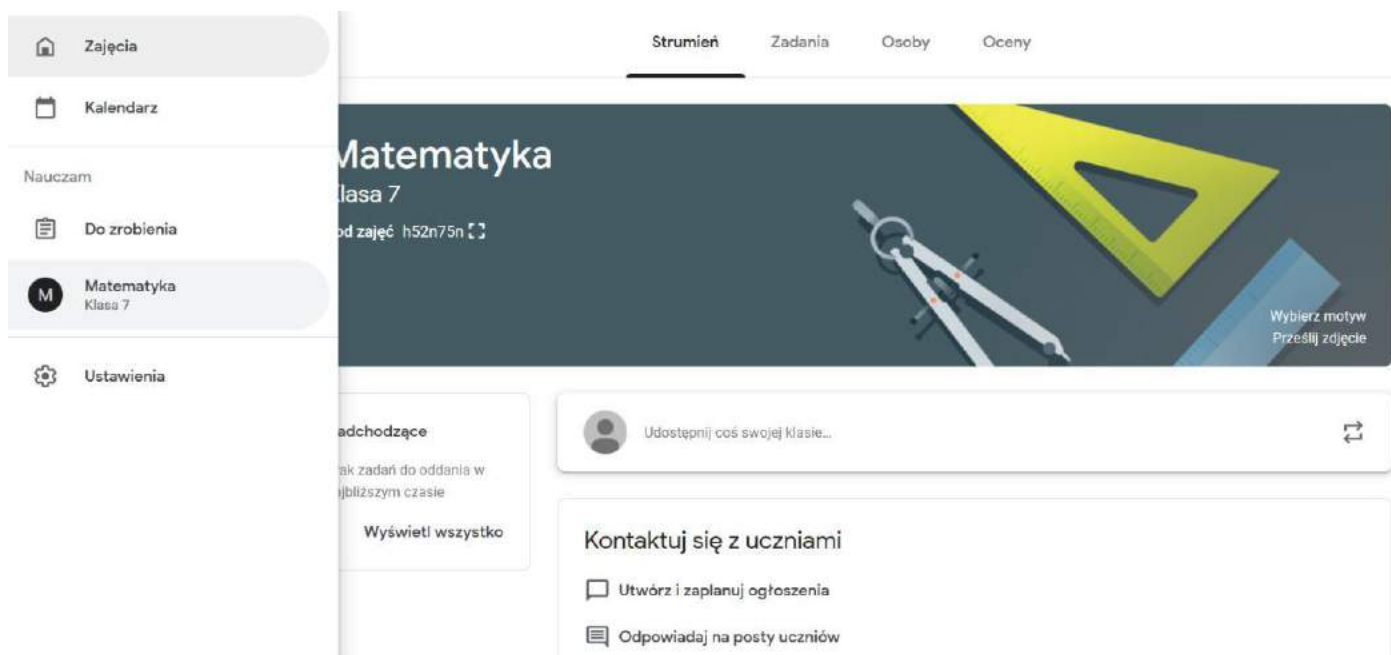 Zajęcia
Kalendarz
Nauczam
Do zrobienia
M
Matematyka
Klasa 7
Ustawienia
Strumień
Zadania
Osoby
Oceny
Matematyka
lasa 7
od zajęć h52n75n
Wybierz motyw
Prześlij zdjęcie
adchodzące
ak zadań do oddania w
jbliższym czasie
Wyświetl wszystko
Udostępnij coś swojej klasie...
Kontaktuj się z uczniami
Utwórz i zaplanuj ogłoszenia
Odpowiadaj na posty uczniów